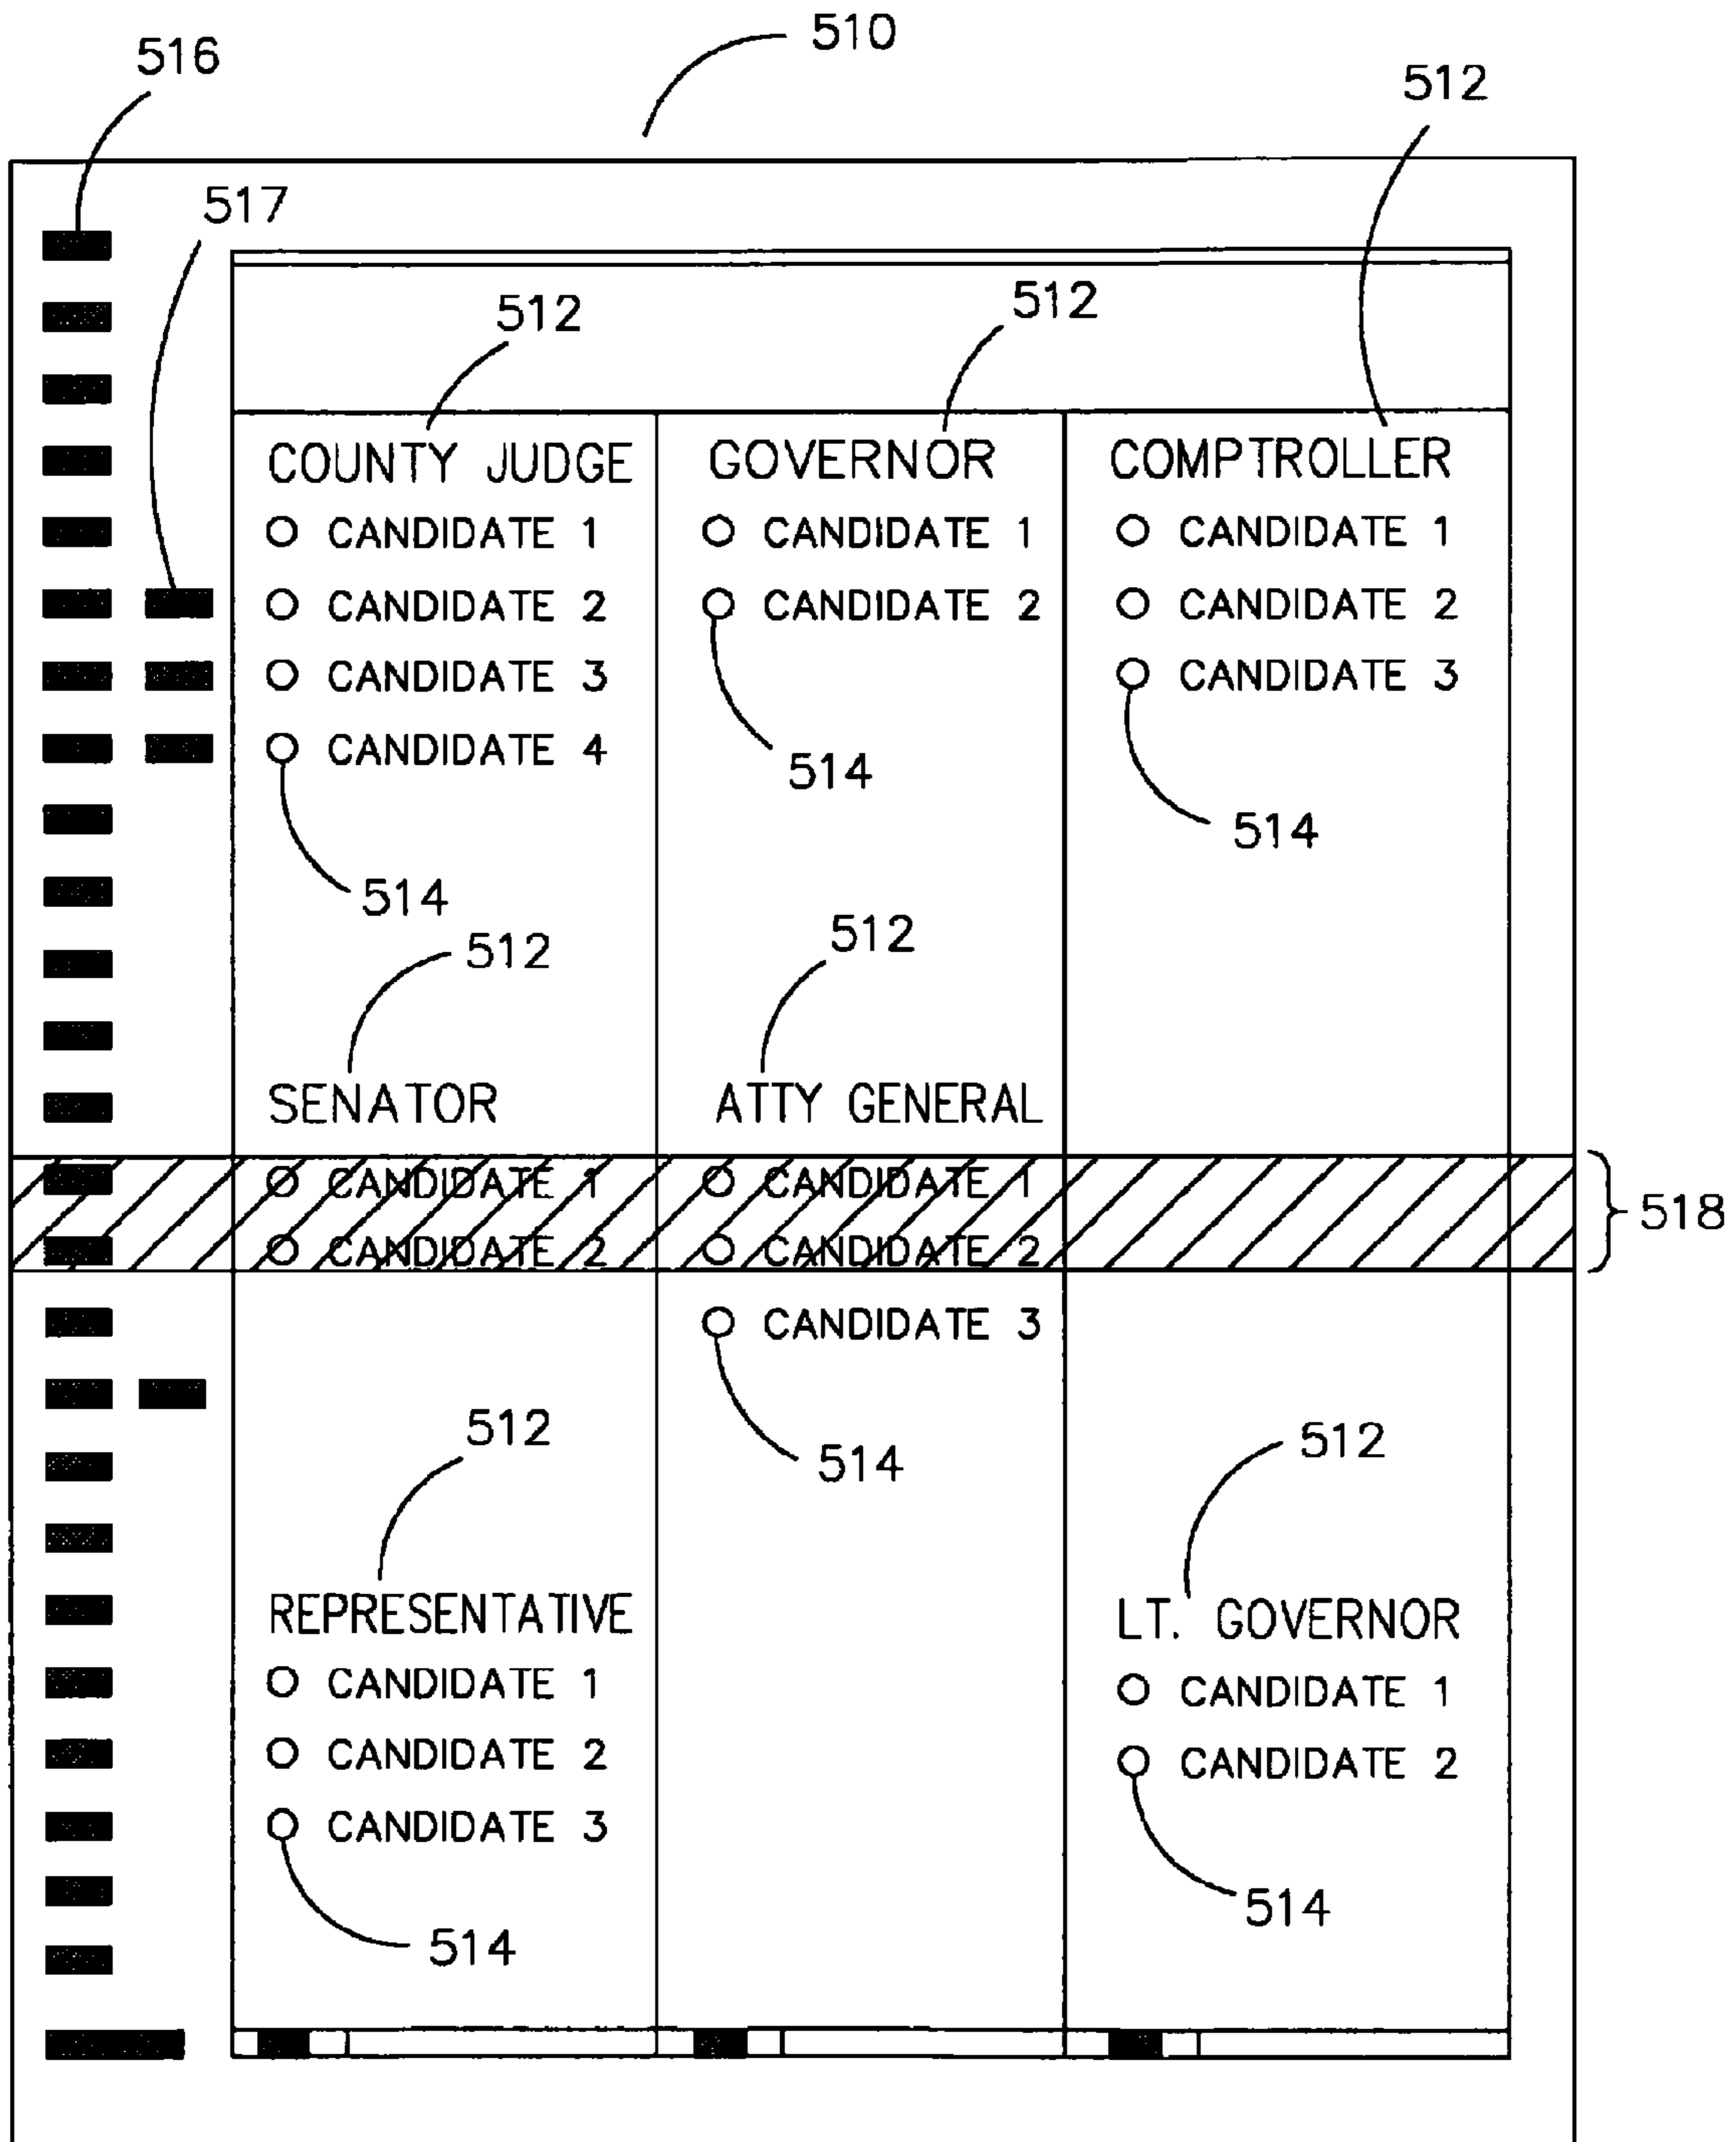 510
516
512
517
512
512
COUNTY JUDGE
CANDIDATE 1
CANDIDATE 2
CANDIDATE 3
CANDIDATE 4
514
512
SENATOR
CANDIDATE 1
CANDIDATE 2
512
REPRESENTATIVE
CANDIDATE 1
CANDIDATE 2
CANDIDATE 3
514
GOVERNOR
CANDIDATE 1
CANDIDATE 2
514
512
ATTY GENERAL
CANDIDATE 1
CANDIDATE 2
CANDIDATE 3
514
COMPTROLLER
CANDIDATE 1
CANDIDATE 2
CANDIDATE 3
514
518
512
LT. GOVERNOR
CANDIDATE 1
CANDIDATE 2
514